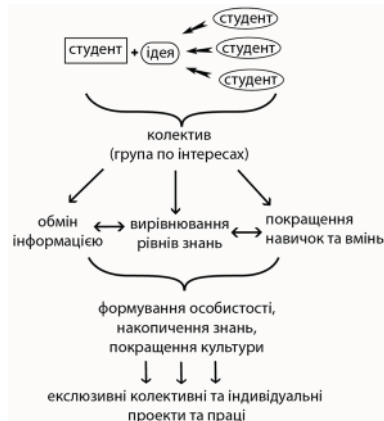 студент
студент + ідея
студент
студент
колектив
(група по інтересах)
обмін
інформацією
вирівнювання
рівнів знань
покращення
навичок та вмінь
формування особистості,
накопичення знань,
покращення культури
екслюзивні колективні та індивідуальні
проекти та праці